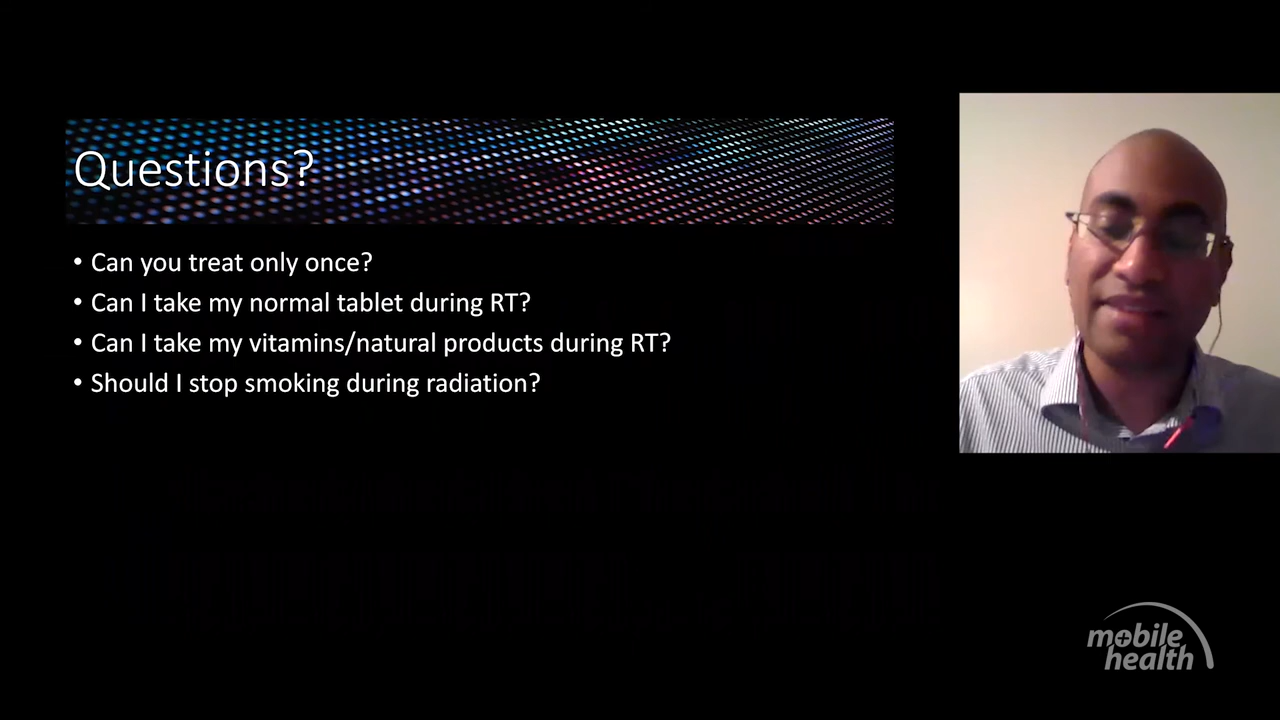 Questions?
• Can you treat only once?
• Can I take my normal tablet during RT?
• Can I take my vitamins/natural products during RT?
• Should I stop smoking during radiation?
mobile
health